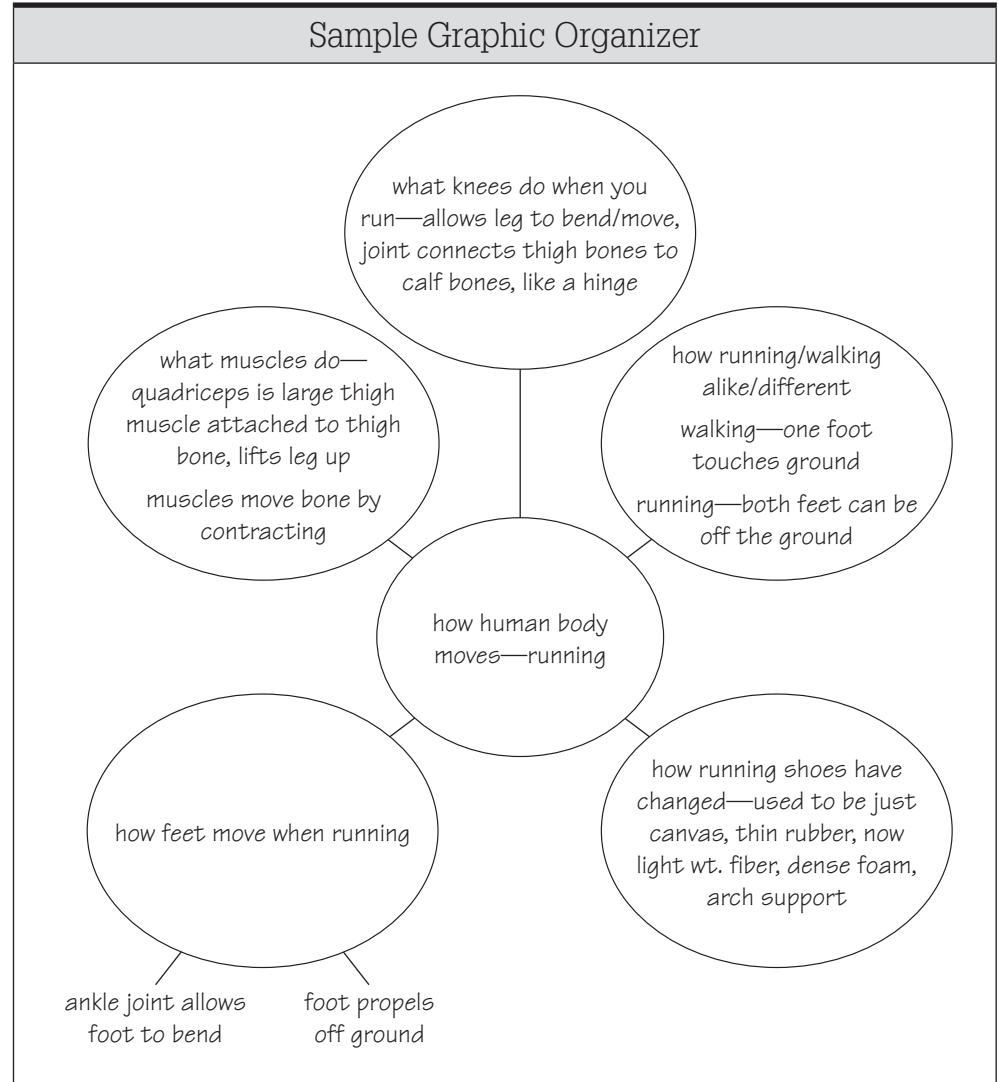 Sample Graphic Organizer
what knees do when you
run—allows leg to bend/move,
joint connects thigh bones to
calf bones, like a hinge
what muscles do—
quadriceps is large thigh
muscle attached to thigh
bone, lifts leg up
muscles move bone by
contracting
how running/walking
alike/different
walking—one foot
touches ground
running—both feet can be
off the ground
how human body
moves—running
how feet move when running
ankle joint allows
foot to bend
foot propels
off ground
how running shoes have
changed—used to be just
canvas, thin rubber, now
light wt. fiber, dense foam,
arch support